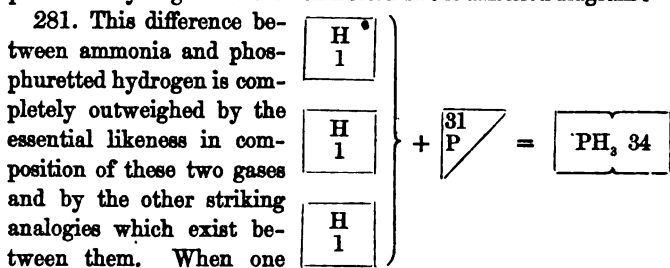 281. This difference be-
tween ammonia and phos-
phuretted hydrogen is com-
pletely outweighed by the
essential likeness in com-
position of these two gases
and by the other striking
analogies which exist be-
tween them. When one
H
1
H
1
H
1
+
31
P
=
PH₃ 34